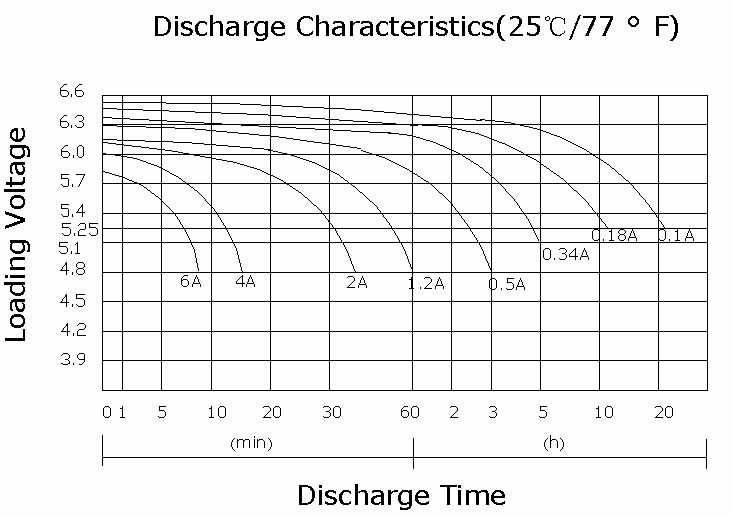 Discharge Characteristics(25℃/77 ° F)
Loading Voltage
6.6
6.3
6.0
5.7
5.4
5.25
5.1
4.8
4.5
4.2
3.9
6A
4A
2A
1.2A
0.5A
0.34A
0.18A
0.1A
0 1 5 10 20 30 60 2 3 5 10 20
(min) (h)
Discharge Time